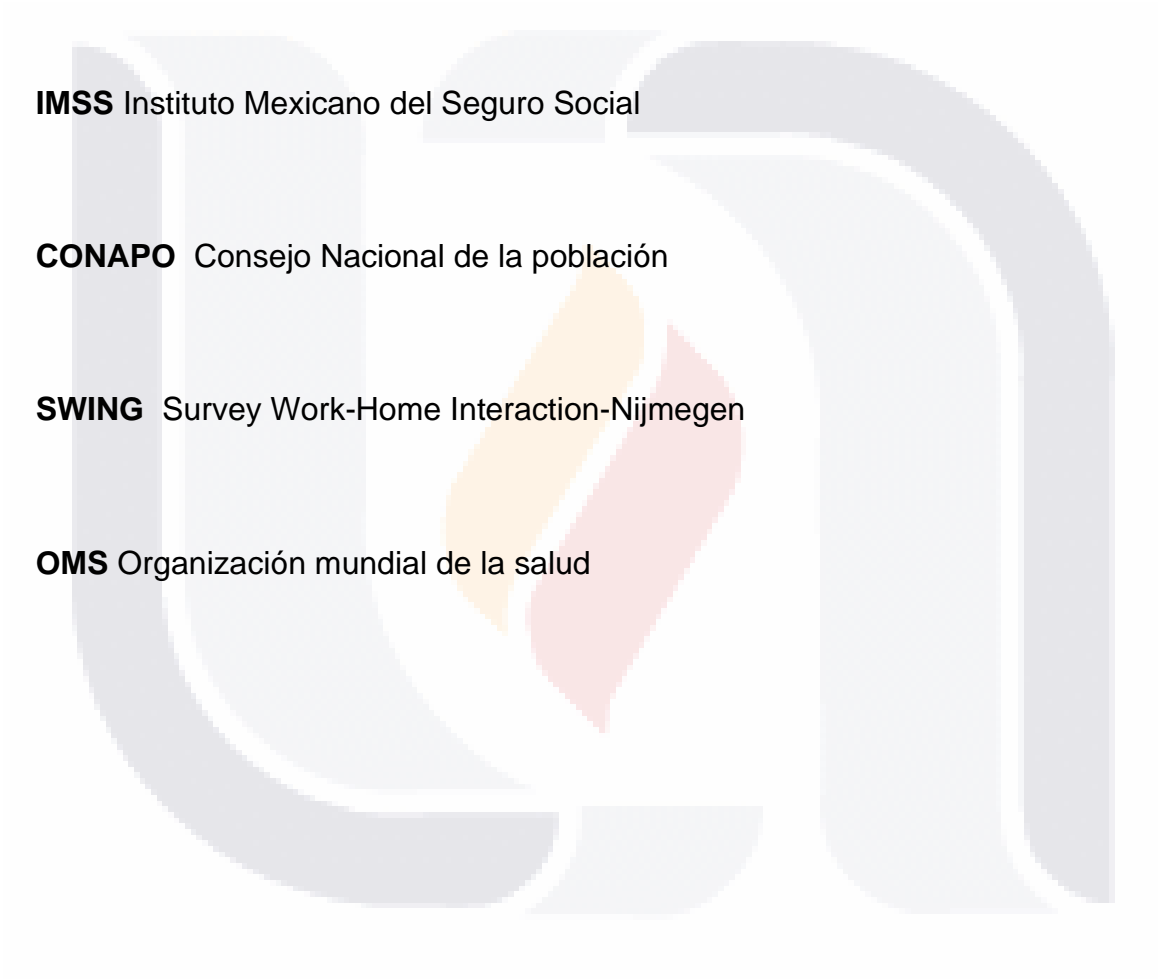 IMSS Instituto Mexicano del Seguro Social
CONAPO  Consejo Nacional de la población
SWING  Survey Work-Home Interaction-Nijmegen
OMS Organización mundial de la salud